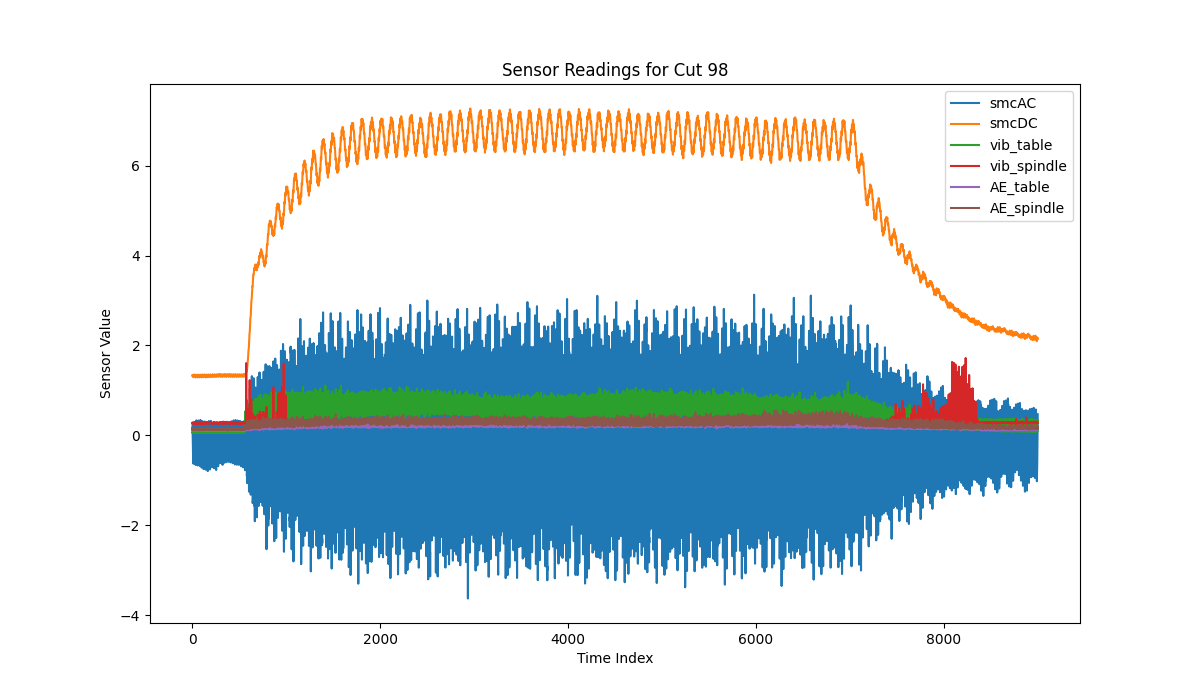 Sensor Readings for Cut 98
smcAC
smcDC
vib_table
vib_spindle
AE_table
AE_spindle
Sensor Value
6
4
2
0
−2
−4
0 2000 4000 6000 8000
Time Index